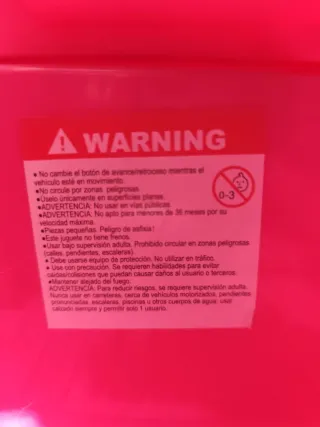 WARNING
• No cambie el botón de avance/retroceso mientras el
vehículo esté en movimiento.
•No circule por zonas peligrosas.
•Úselo únicamente en superficies planas.
•ADVERTENCIA: No usar en vías públicas
•ADVERTENCIA: No apto para menores de 36 meses por su
velocidad máxima.
•Piezas pequeñas. Peligro de asfixia!
•Este juguete no tiene frenos.
•Usar bajo supervisión adulta. Prohibido circular en zonas peligrosas
(calles, pendientes, escaleras).
• Debe usarse equipo de protección. No utilizar en tráfico.
• Use con precaución. Se requieren habilidades para evitar
caídas/colisiones que puedan causar daños al usuario o terceros.
•Mantener alejado del fuego.
ADVERTENCIA: Para reducir riesgos, se requiere supervisión adulta.
Nunca usar en carreteras, cerca de vehículos motorizados, pendientes
pronunciadas, escaleras, piscinas u otros cuerpos de agua; usar
calzado siempre y permitir solo 1 usuario.
0-3